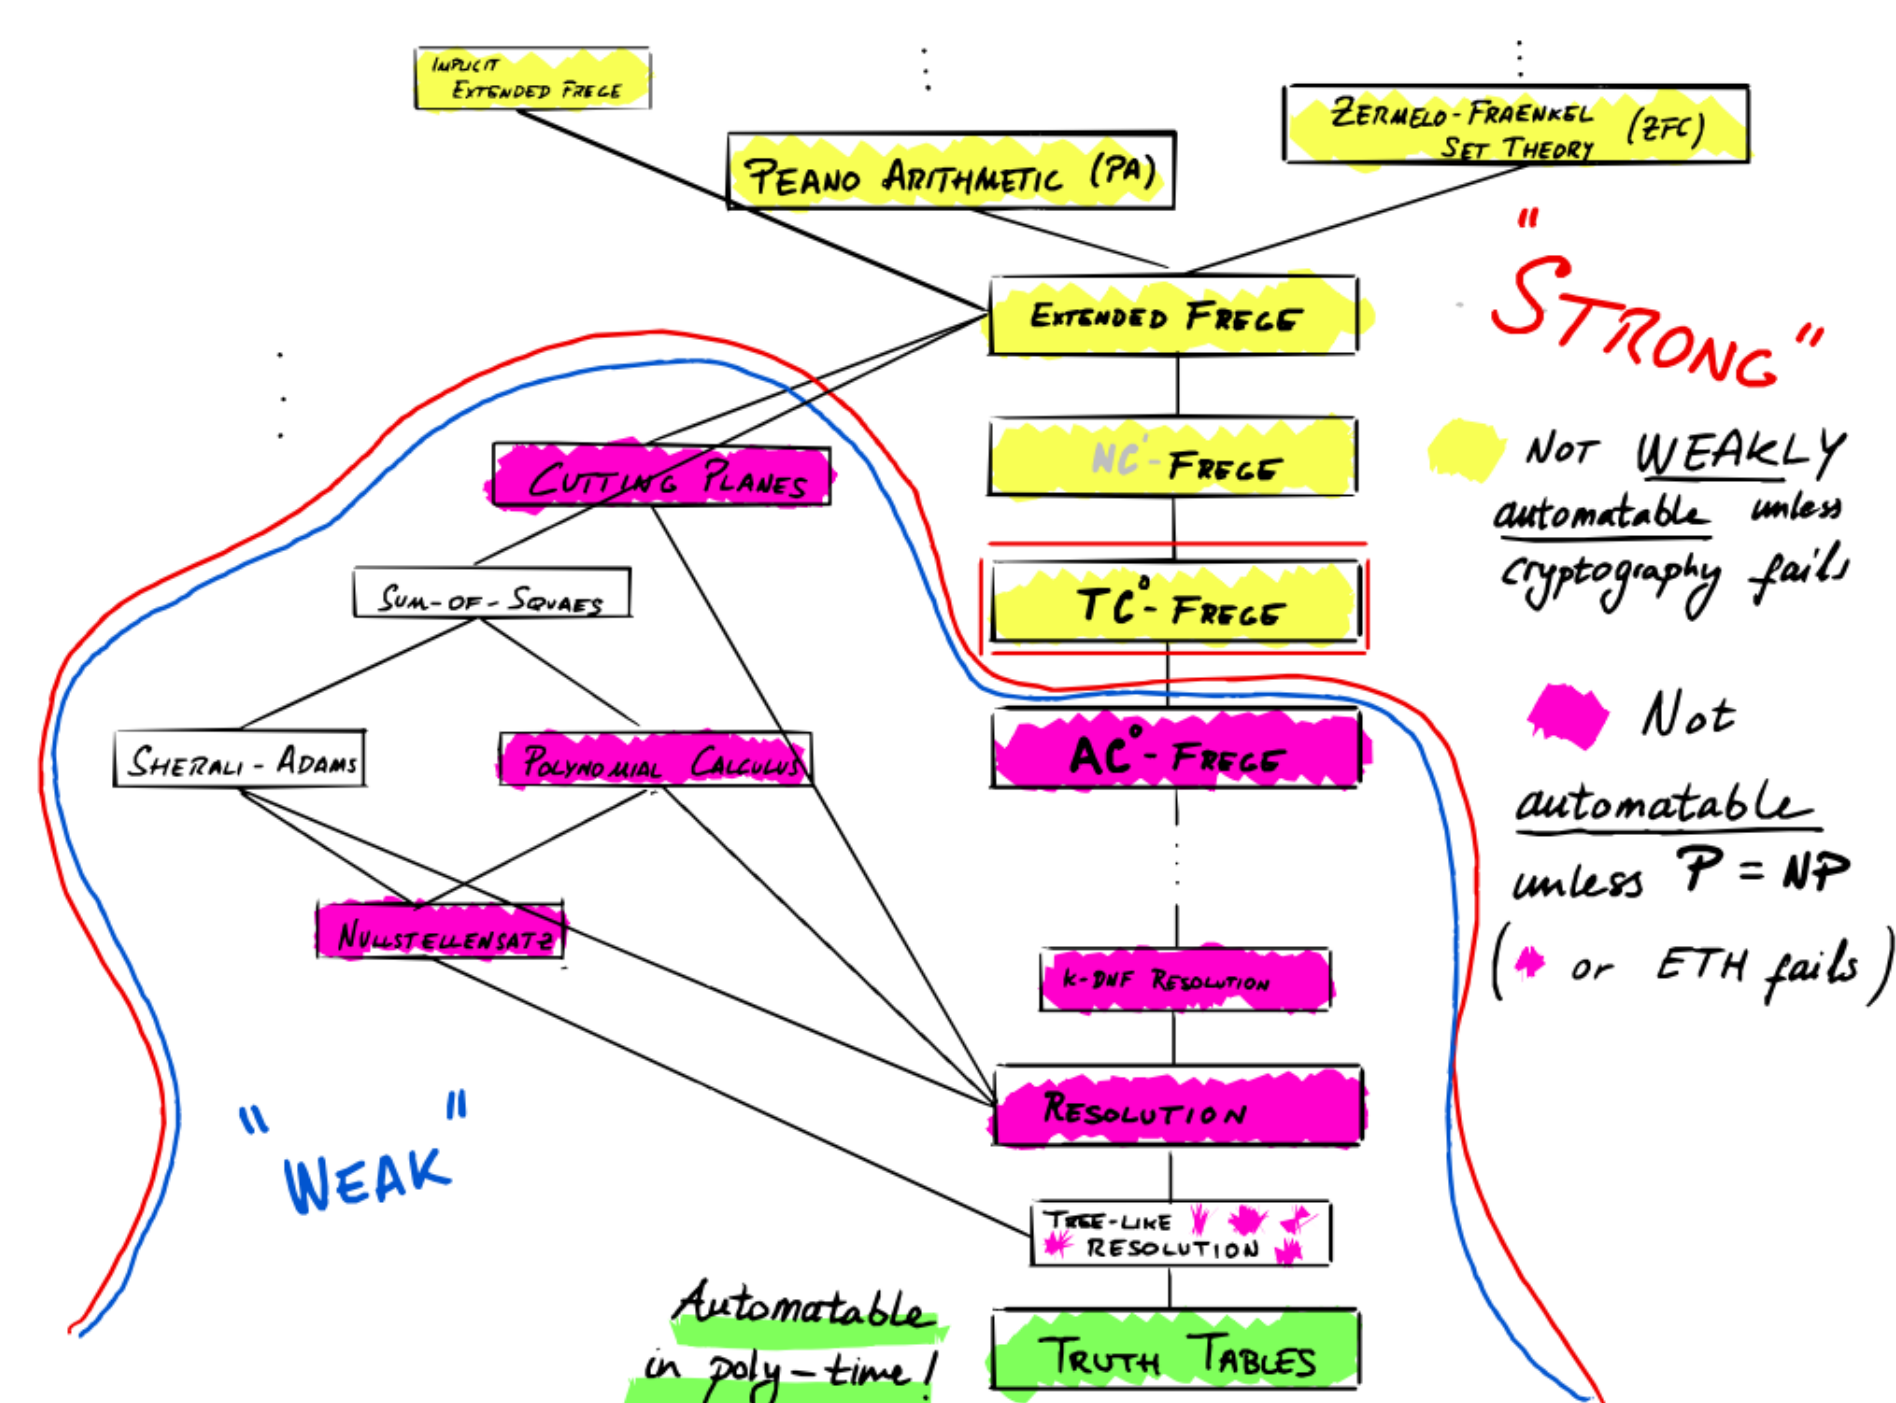 IMPLICIT
EXTENDED FREGE
PEANO ARITHMETIC (PA)
ZERMELO-FRAENKEL
SET THEORY (ZFC)
"STRONG"
EXTENDED FREGE
NC¹-FREGE
CUTTING PLANES
NOT WEAKLY
automatable unless
cryptography fails
SUM-OF-SQUAES
TC⁰-FREGE
SHERALI-ADAMS
POLYNOMIAL CALCULUS
AC⁰-FREGE
Not
automatable
unless P = NP
( or ETH fails)
NULLSTELLENSATZ
K-DNF RESOLUTION
RESOLUTION
"WEAK"
TREE-LIKE
RESOLUTION
Automatable
in poly-time!
TRUTH TABLES